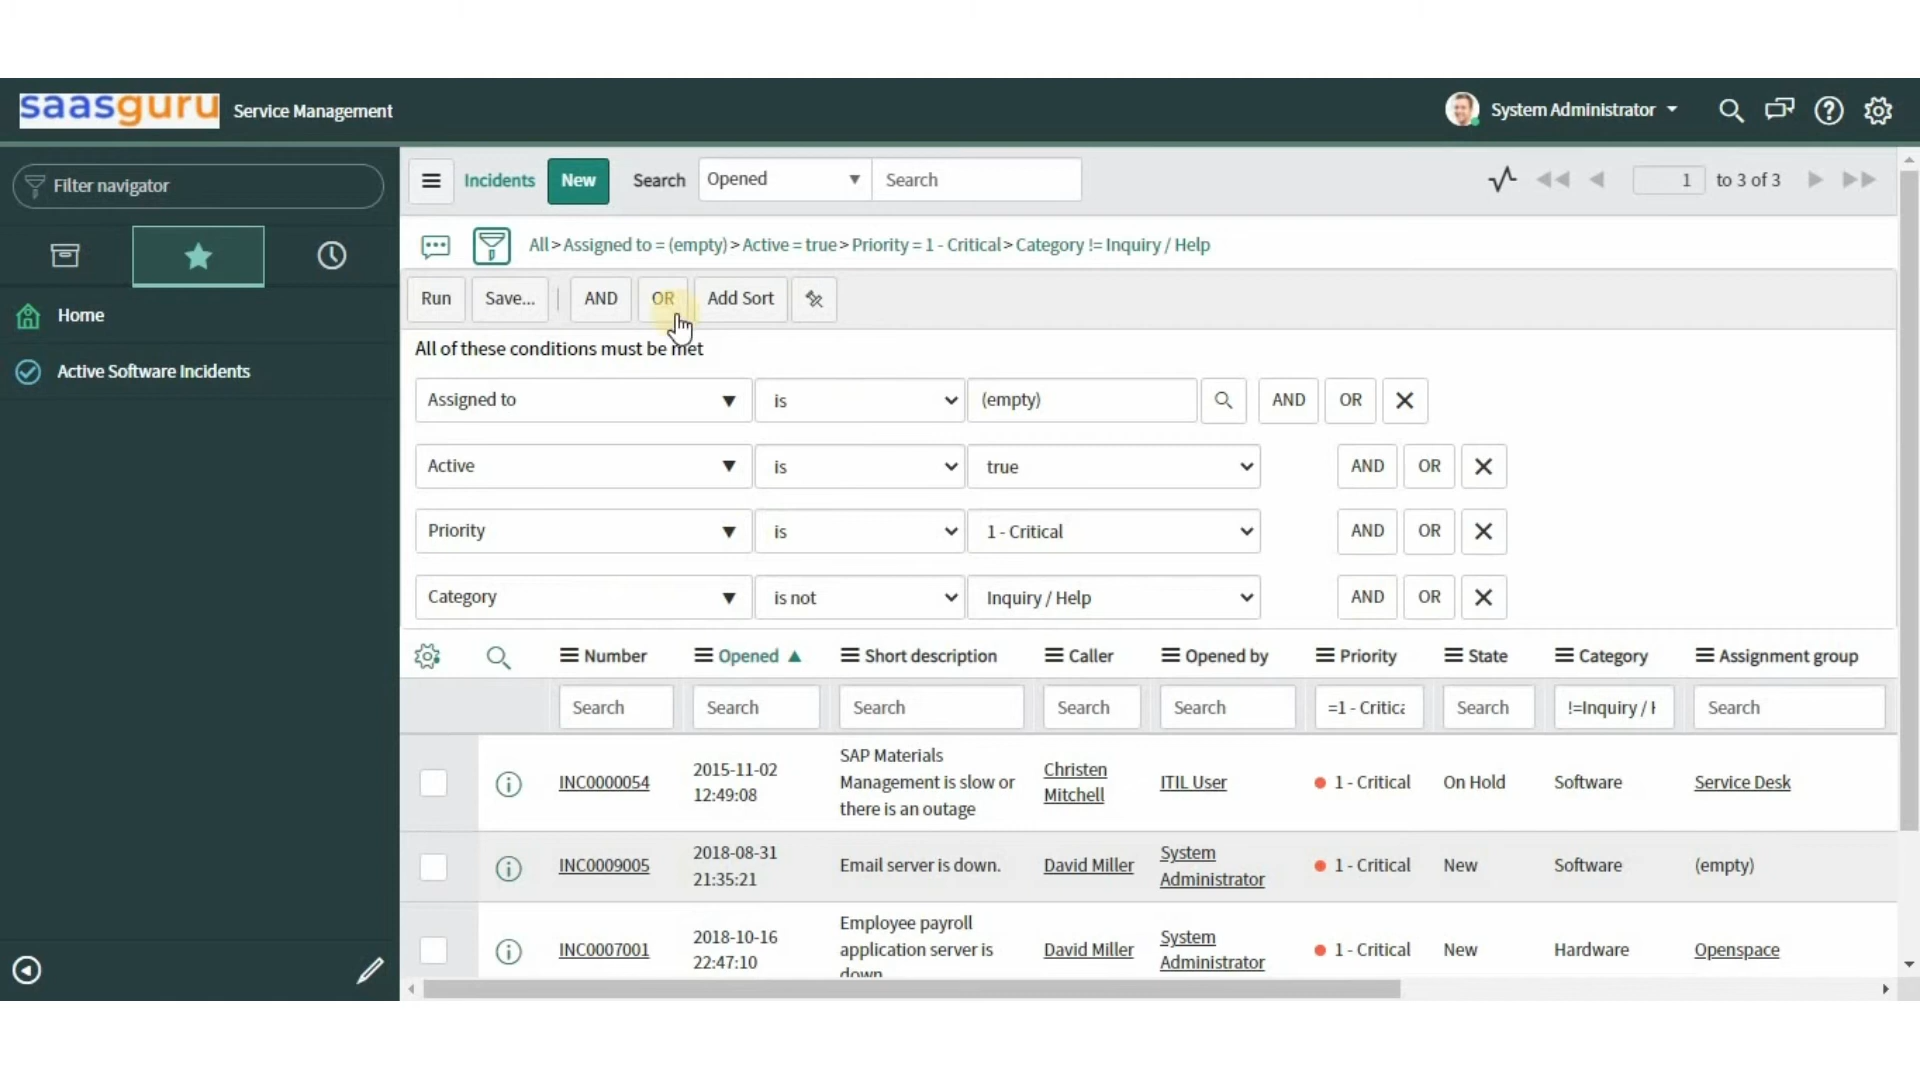 saasguru Service Management
System Administrator
Filter navigator
Home
Active Software Incidents
Incidents New Search Opened Search
1 to 3 of 3
All > Assigned to = (empty) > Active = true > Priority = 1 - Critical > Category != Inquiry / Help
Run Save... AND OR Add Sort
All of these conditions must be met
Assigned to is (empty) AND OR
Active is true AND OR
Priority is 1 - Critical AND OR
Category is not Inquiry / Help AND OR
Number Opened Short description Caller Opened by Priority State Category Assignment group
Search Search Search Search Search =1 - Critica Search !=Inquiry / H Search
INC0000054 2015-11-02 12:49:08 SAP Materials Management is slow or there is an outage Christen Mitchell ITIL User 1 - Critical On Hold Software Service Desk
INC0009005 2018-08-31 21:35:21 Email server is down. David Miller System Administrator 1 - Critical New Software (empty)
INC0007001 2018-10-16 22:47:10 Employee payroll application server is down David Miller System Administrator 1 - Critical New Hardware Openspace